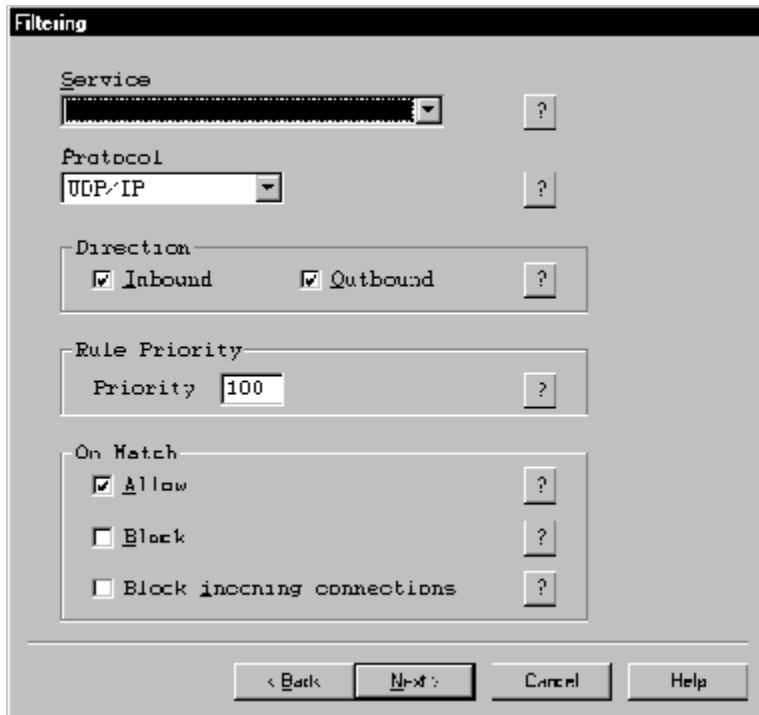 Filtering
Service
?
Protocol
UDP/IP
?
Direction
Inbound Outbound ?
Rule Priority
Priority 100 ?
On Match
Allow ?
Block ?
Block incoming connections ?
< Back Next > Cancel Help